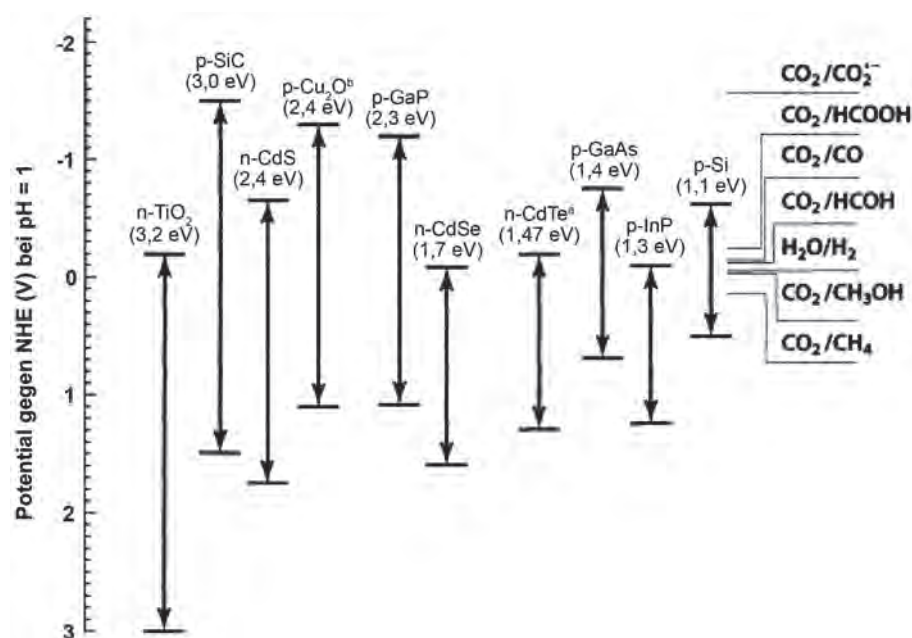 Potential gegen NHE (V) bei pH = 1
-2
-1
0
1
2
3
n-TiO₂
(3,2 eV)
p-SiC
(3,0 eV)
n-CdS
(2,4 eV)
p-Cu₂Oᵇ
(2,4 eV)
p-GaP
(2,3 eV)
n-CdSe
(1,7 eV)
n-CdTeᵃ
(1,47 eV)
p-GaAs
(1,4 eV)
p-InP
(1,3 eV)
p-Si
(1,1 eV)
CO₂/CO₂·⁻
CO₂/HCOOH
CO₂/CO
CO₂/HCOH
H₂O/H₂
CO₂/CH₃OH
CO₂/CH₄